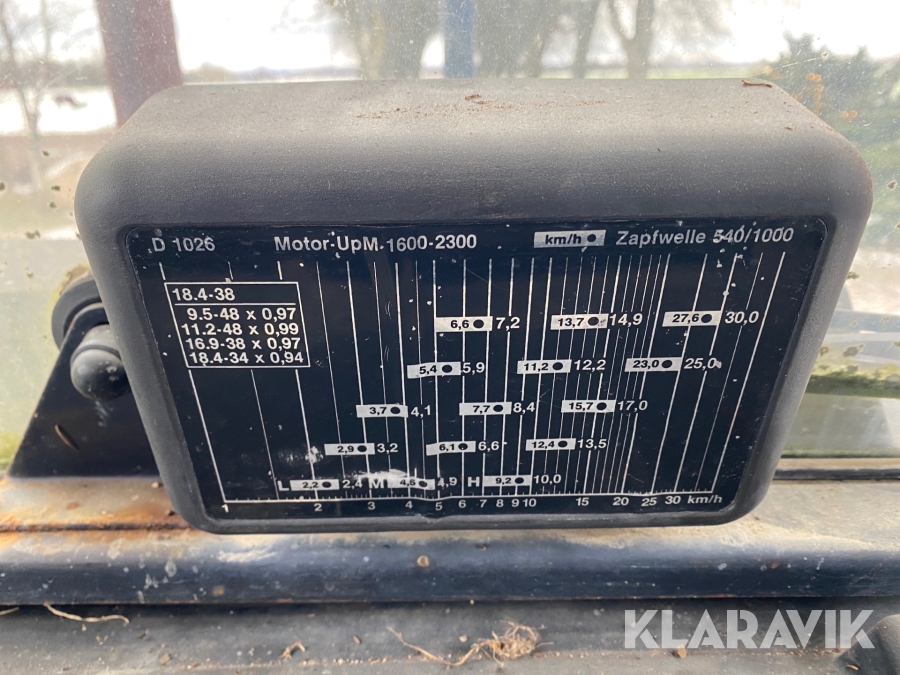 D 1026 Motor-UpM. 1600-2300 km/h Zapfwelle 540/1000
18.4-38
9.5-48 x 0,97
11.2-48 x 0,99
16.9-38 x 0,97
18.4-34 x 0,94
6,6 7,2 13,7 14,9 27,6 30,0
5,4 5,9 11,2 12,2 23,0 25,0
3,7 4,1 7,7 8,4 15,7 17,0
2,9 3,2 6,1 6,6 12,4 13,5
L 2,2 2,4 M 4,6 4,9 H 9,2 10,0
1 2 3 4 5 6 7 8 9 10 15 20 25 30 km/h
KLARAVIK